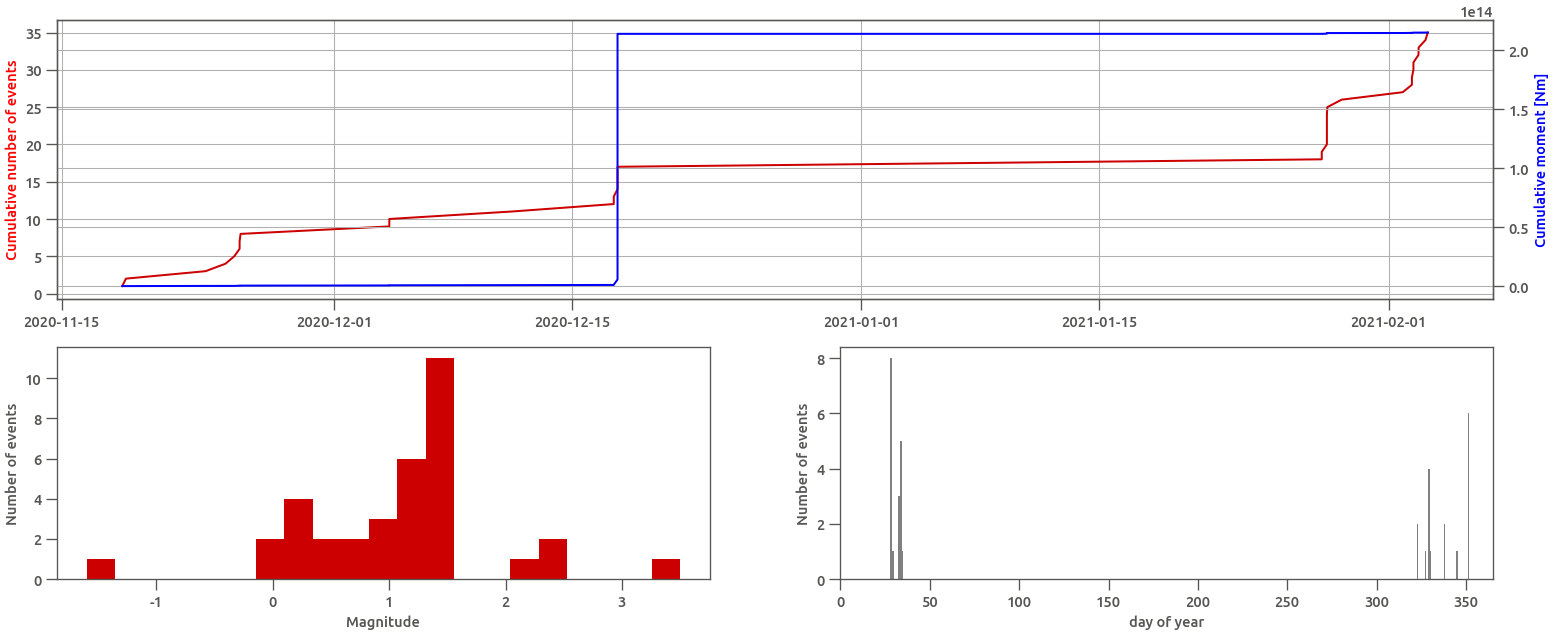 1e14
35
30
25
20
15
10
5
0
Cumulative number of events
2.0
1.5
1.0
0.5
0.0
Cumulative moment [Nm]
2020-11-15 2020-12-01 2020-12-15 2021-01-01 2021-01-15 2021-02-01
10
8
6
4
2
0
Number of events
-1 0 1 2 3
Magnitude
8
6
4
2
0
Number of events
0 50 100 150 200 250 300 350
day of year